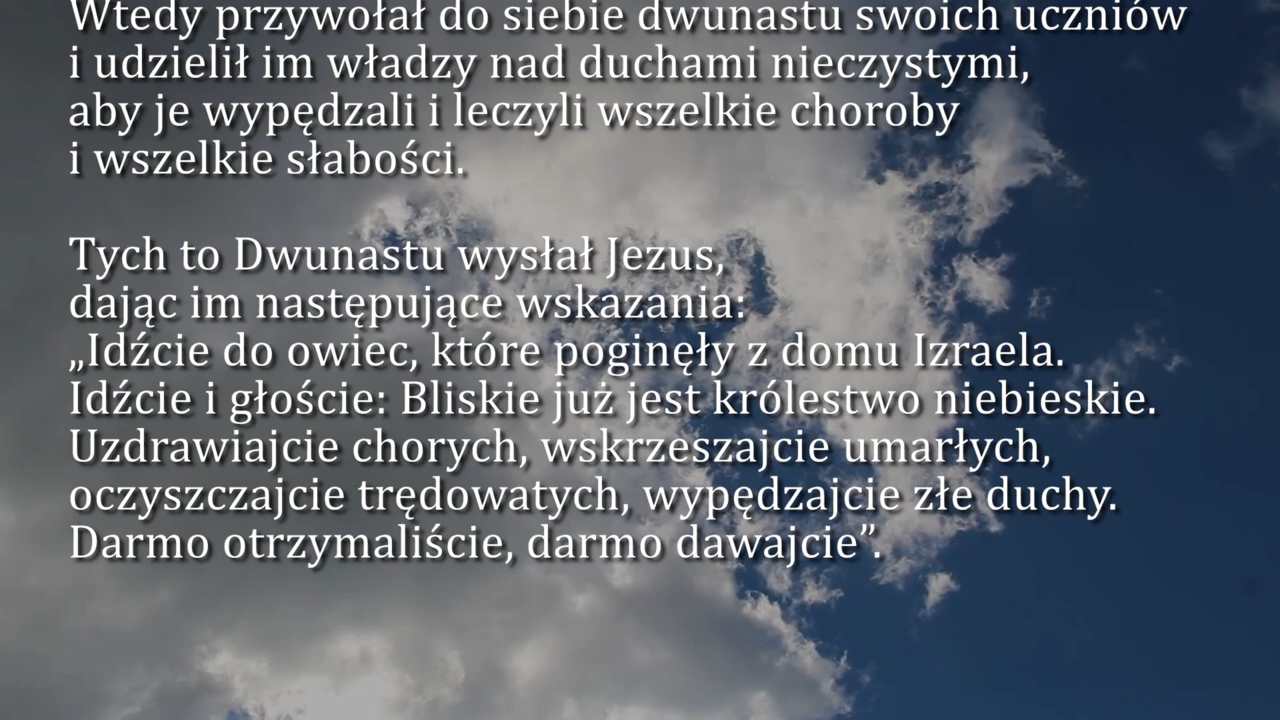 Wtedy przywołał do siebie dwunastu swoich uczniów
i udzielił im władzy nad duchami nieczystymi,
aby je wypędzali i leczyli wszelkie choroby
i wszelkie słabości.
Tych to Dwunastu wysłał Jezus,
dając im następujące wskazania:
„Idźcie do owiec, które poginęły z domu Izraela.
Idźcie i głoście: Bliskie już jest królestwo niebieskie.
Uzdrawiajcie chorych, wskrzeszajcie umarłych,
oczyszczajcie trędowatych, wypędzajcie złe duchy.
Darmo otrzymaliście, darmo dawajcie”.